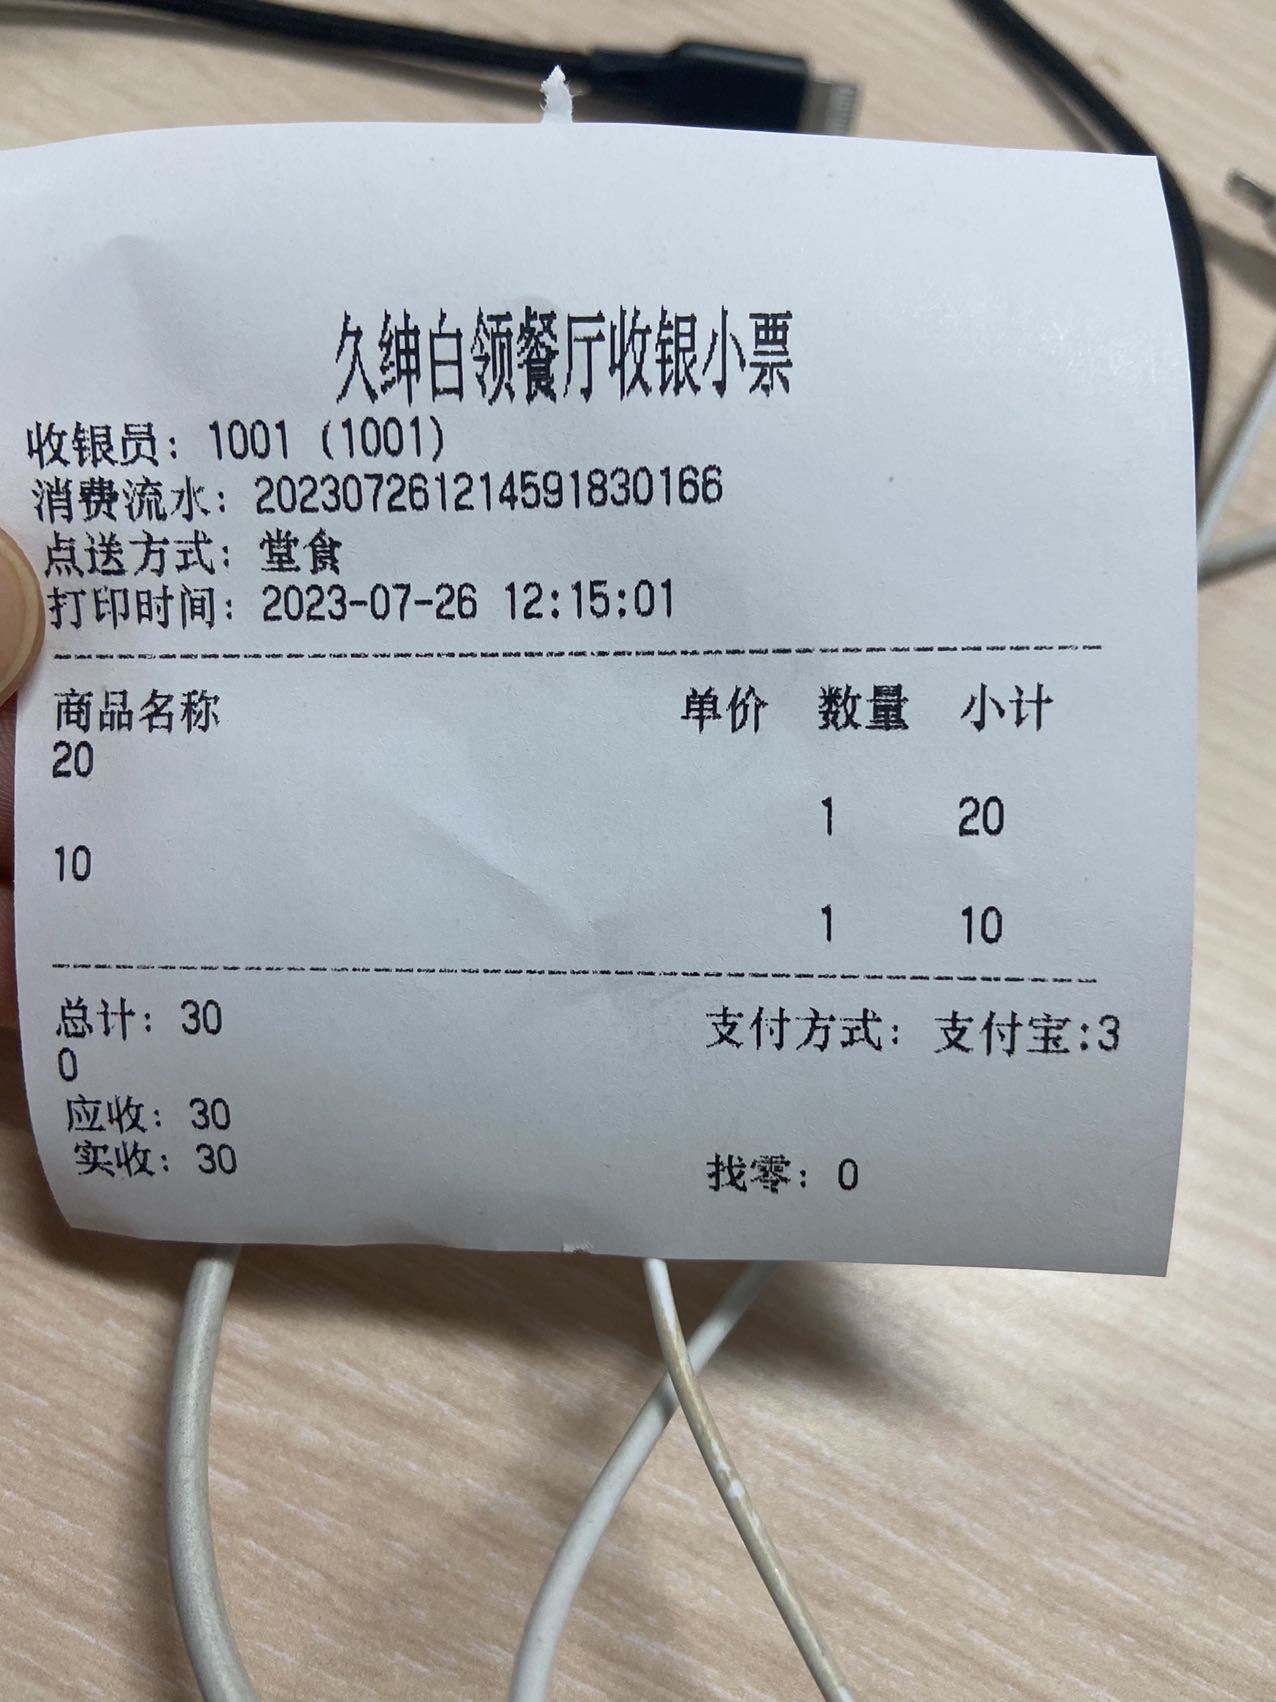 久绅白领餐厅收银小票
收银员：1001 (1001)
消费流水：202307261214591830166
点送方式：堂食
打印时间：2023-07-26 12:15:01
商品名称 单价 数量 小计
20
1 20
10
1 10
总计：30 支付方式：支付宝:3
0
应收：30
实收：30 找零：0